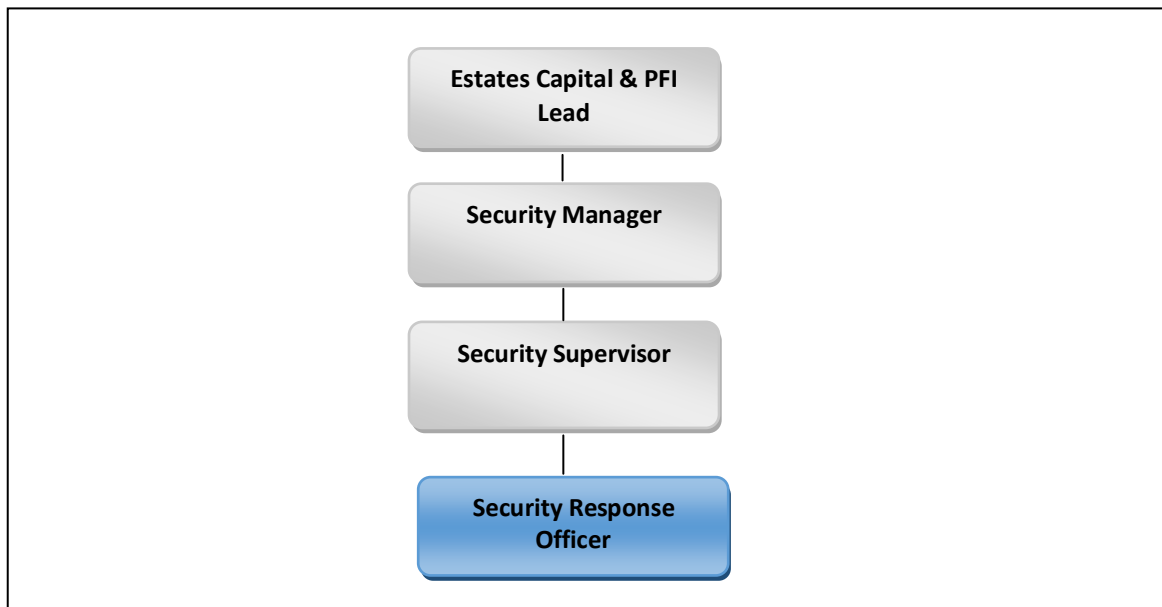 Estates Capital & PFI
Lead
Security Manager
Security Supervisor
Security Response
Officer